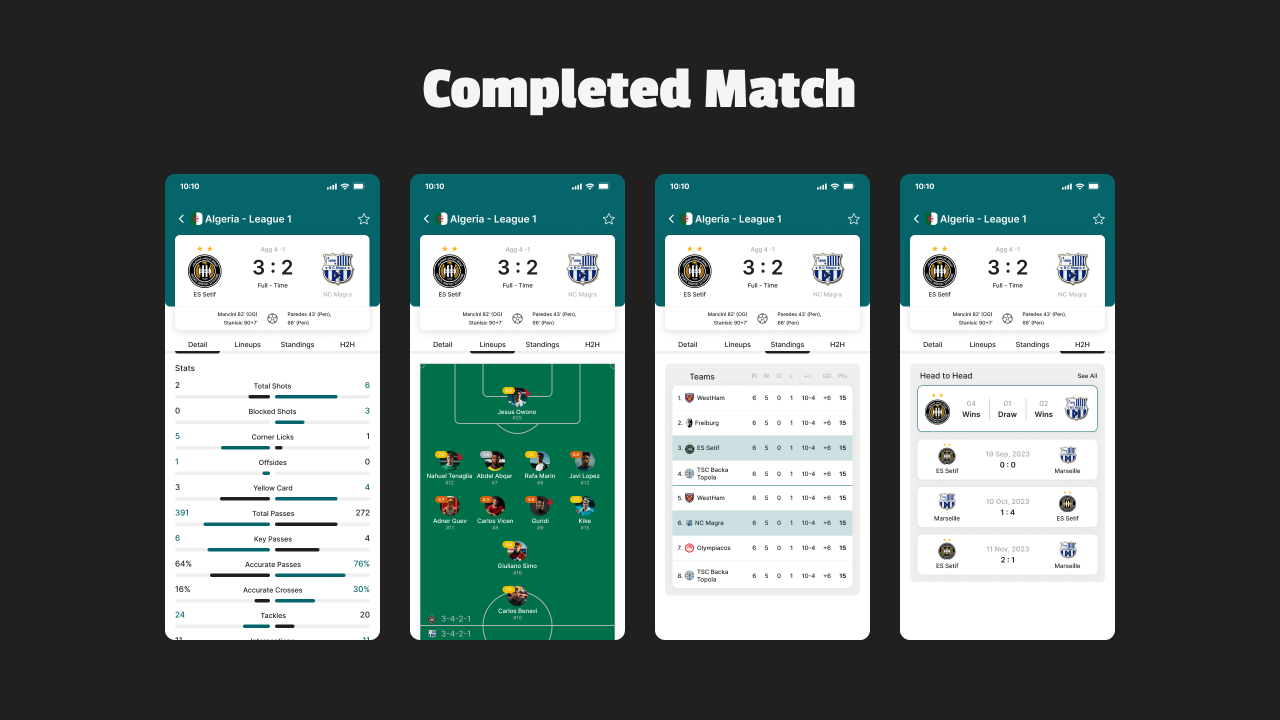 Completed Match
10:10
Algeria - League 1
Agg 4 -1
3 : 2
Full - Time
ES Setif
NC Magra
Mancini 82' (OG)
Stanisic 90+7'
Paredes 43' (Pen),
66' (Pen)
Detail Lineups Standings H2H
Stats
2 Total Shots 6
0 Blocked Shots 3
5 Corner Licks 1
1 Offsides 0
3 Yellow Card 4
391 Total Passes 272
6 Key Passes 4
64% Accurate Passes 76%
16% Accurate Crosses 30%
24 Tackles 20
10:10
Algeria - League 1
Agg 4 -1
3 : 2
Full - Time
ES Setif
NC Magra
Mancini 82' (OG)
Stanisic 90+7'
Paredes 43' (Pen),
66' (Pen)
Detail Lineups Standings H2H
Jesus Owono
#25
Nahuel Tenaglia Abdel Abqar Rafa Marin Javi Lopez
#12 #7 #6 #13
Adner Guev Carlos Vicen Guridi Kike
#11 #8 #9 #15
Giuliano Simo
#16
Carlos Benavi
#10
3-4-2-1
3-4-2-1
10:10
Algeria - League 1
Agg 4 -1
3 : 2
Full - Time
ES Setif
NC Magra
Mancini 82' (OG)
Stanisic 90+7'
Paredes 43' (Pen),
66' (Pen)
Detail Lineups Standings H2H
Teams Pl W D L +/- GD Pts
1. WestHam 6 5 0 1 10-4 +6 15
2. Freiburg 6 5 0 1 10-4 +6 15
3. ES Setif 6 5 0 1 10-4 +6 15
4. TSC Backa Topola 6 5 0 1 10-4 +6 15
5. WestHam 6 5 0 1 10-4 +6 15
6. NC Magra 6 5 0 1 10-4 +6 15
7. Olympiacos 6 5 0 1 10-4 +6 15
8. TSC Backa Topola 6 5 0 1 10-4 +6 15
10:10
Algeria - League 1
Agg 4 -1
3 : 2
Full - Time
ES Setif
NC Magra
Mancini 82' (OG)
Stanisic 90+7'
Paredes 43' (Pen),
66' (Pen)
Detail Lineups Standings H2H
Head to Head See All
04 01 02
Wins Draw Wins
19 Sep, 2023
0 : 0
ES Setif Marseille
10 Oct, 2023
1 : 4
Marseille ES Setif
11 Nov, 2023
2 : 1
ES Setif Marseille